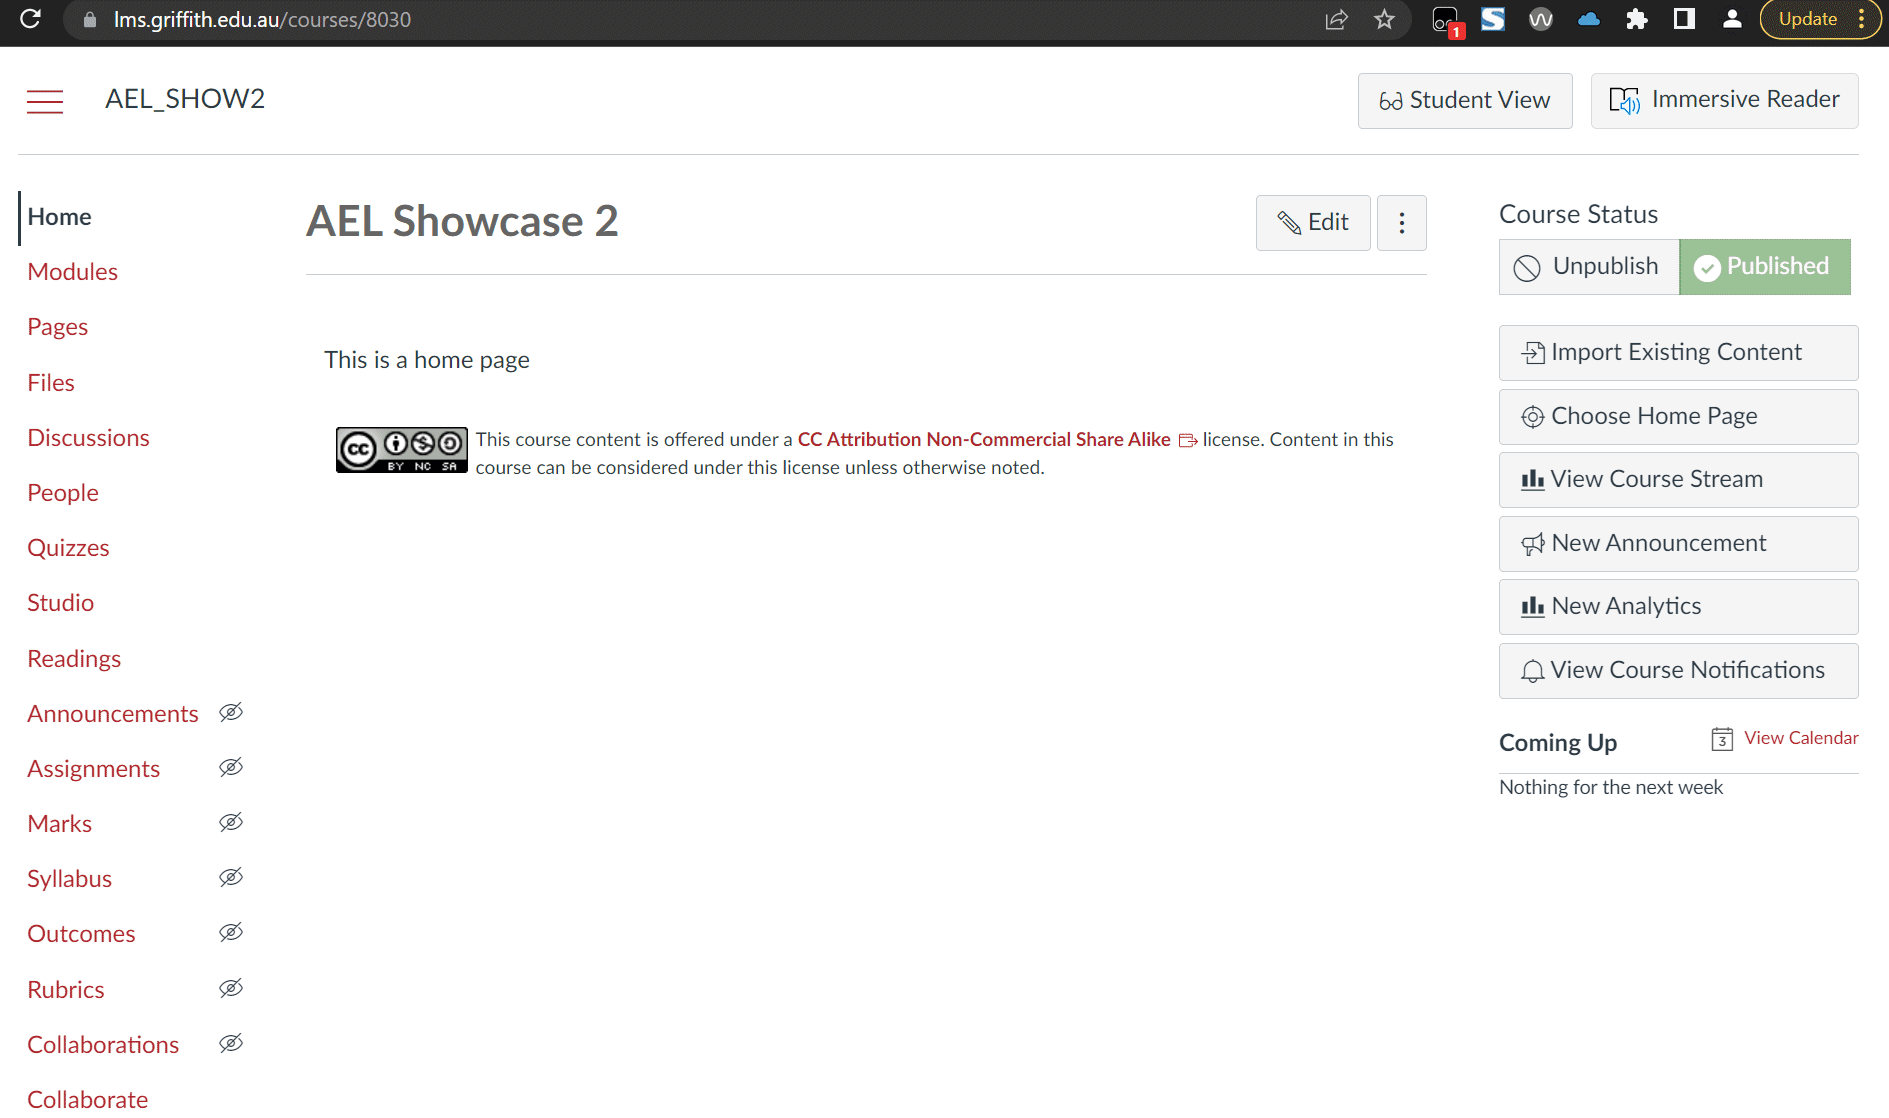 lms.griffith.edu.au/courses/8030
1
Update
AEL_SHOW2
Student View
Immersive Reader
Home
Modules
Pages
Files
Discussions
People
Quizzes
Studio
Readings
Announcements
Assignments
Marks
Syllabus
Outcomes
Rubrics
Collaborations
Collaborate
AEL Showcase 2
Edit
This is a home page
cc BY NC SA
This course content is offered under a CC Attribution Non-Commercial Share Alike license. Content in this
course can be considered under this license unless otherwise noted.
Course Status
Unpublish
Published
Import Existing Content
Choose Home Page
View Course Stream
New Announcement
New Analytics
View Course Notifications
Coming Up
3 View Calendar
Nothing for the next week